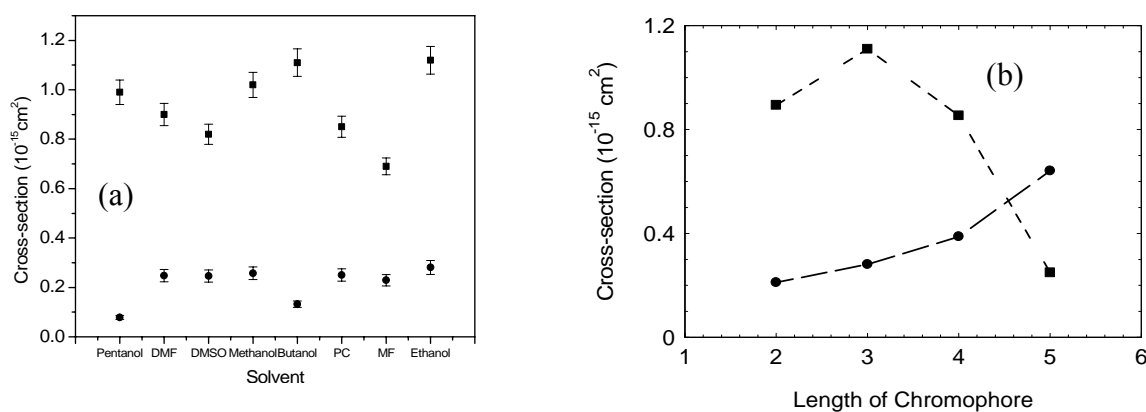 Cross-section (10⁻¹⁵ cm²)
1.2
1.0
0.8
0.6
0.4
0.2
0.0
(a)
Pentanol DMF DMSO Methanol Butanol PC MF Ethanol
Solvent
Cross-section (10⁻¹⁵ cm²)
1.2
0.8
0.4
0
(b)
1 2 3 4 5 6
Length of Chromophore